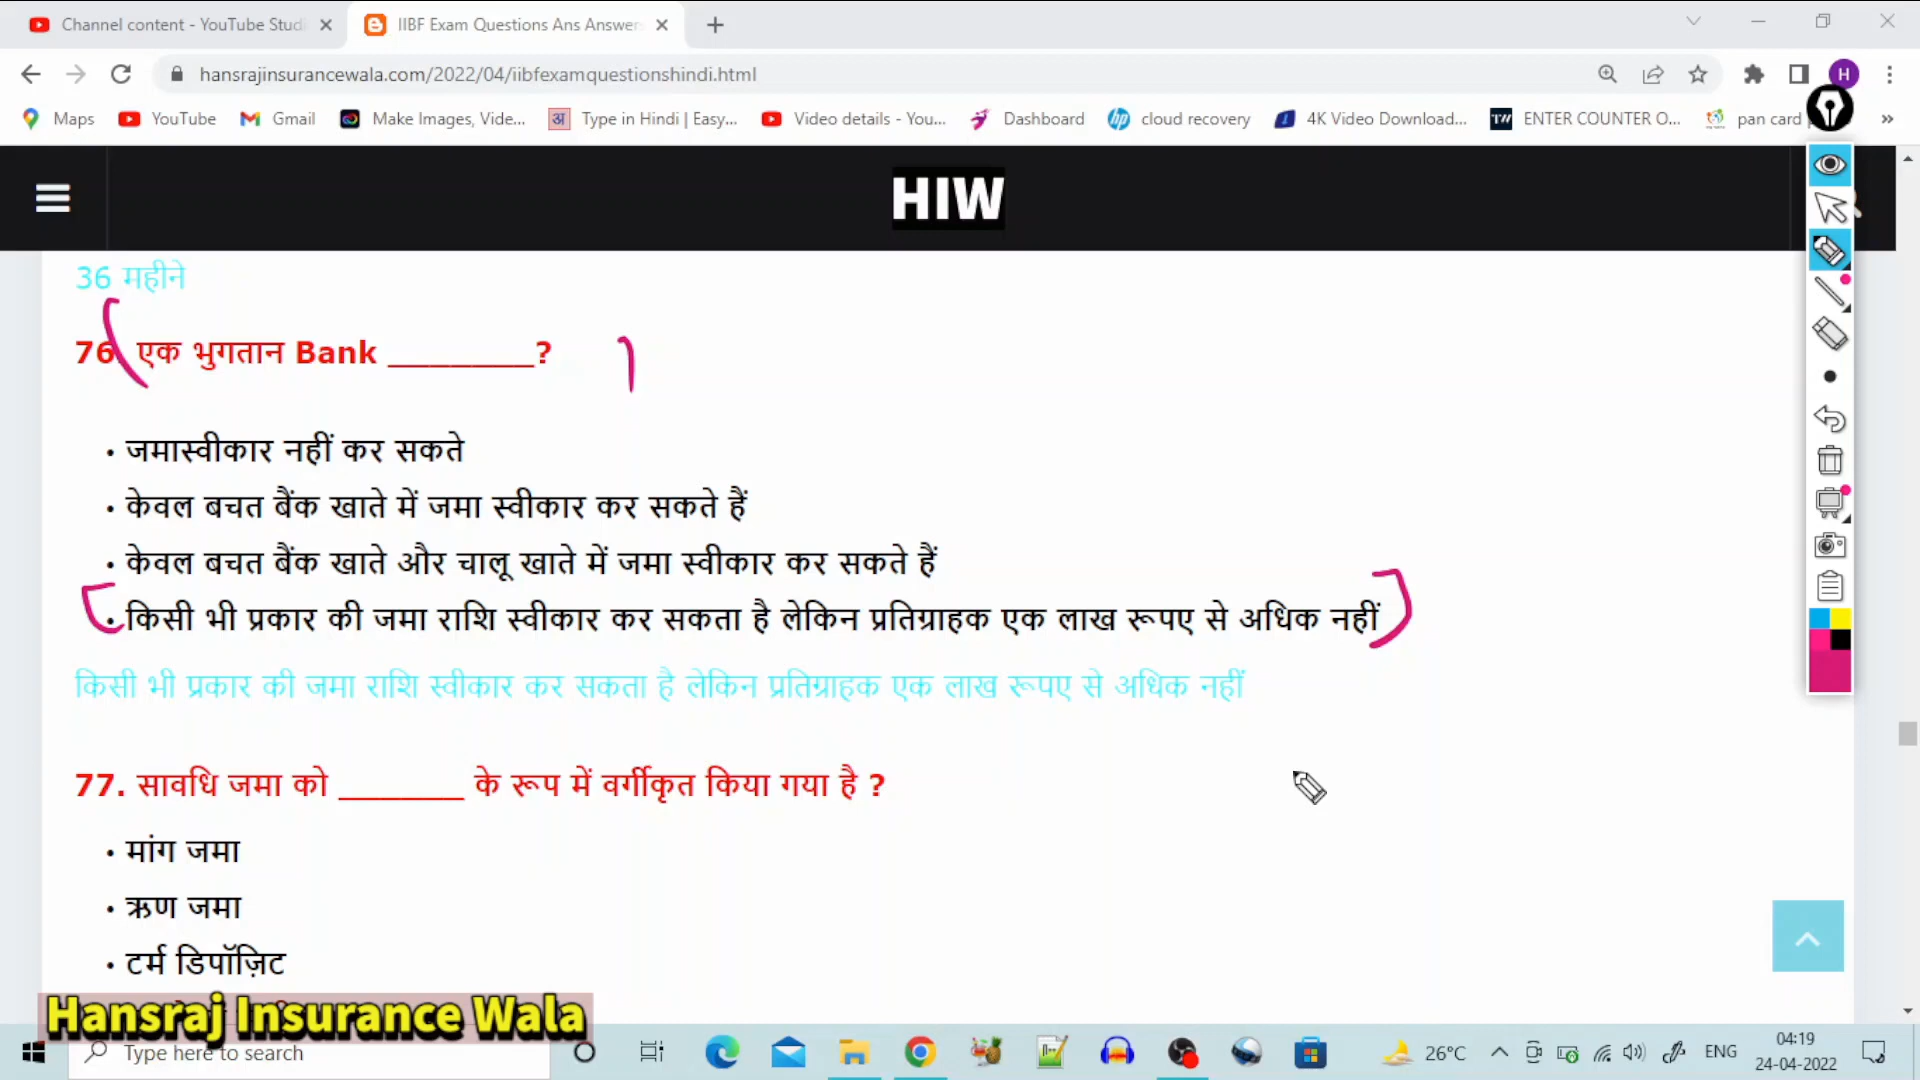 Channel content - YouTube Studi
IIBF Exam Questions Ans Answers
hansrajinsurancewala.com/2022/04/iibfexamquestionshindi.html
H
Maps
YouTube
Gmail
Make Images, Vide...
Type in Hindi | Easy...
Video details - You...
Dashboard
cloud recovery
4K Video Download...
ENTER COUNTER O...
pan card
HIW
36 महीने
76. एक भुगतान Bank ________?
• जमास्वीकार नहीं कर सकते
• केवल बचत बैंक खाते में जमा स्वीकार कर सकते हैं
• केवल बचत बैंक खाते और चालू खाते में जमा स्वीकार कर सकते हैं
• किसी भी प्रकार की जमा राशि स्वीकार कर सकता है लेकिन प्रतिग्राहक एक लाख रूपए से अधिक नहीं
किसी भी प्रकार की जमा राशि स्वीकार कर सकता है लेकिन प्रतिग्राहक एक लाख रूपए से अधिक नहीं
77. सावधि जमा को _______ के रूप में वर्गीकृत किया गया है ?
• मांग जमा
• ऋण जमा
• टर्म डिपॉज़िट
Hansraj Insurance Wala
Type here to search
26°C
ENG
04:19
24-04-2022